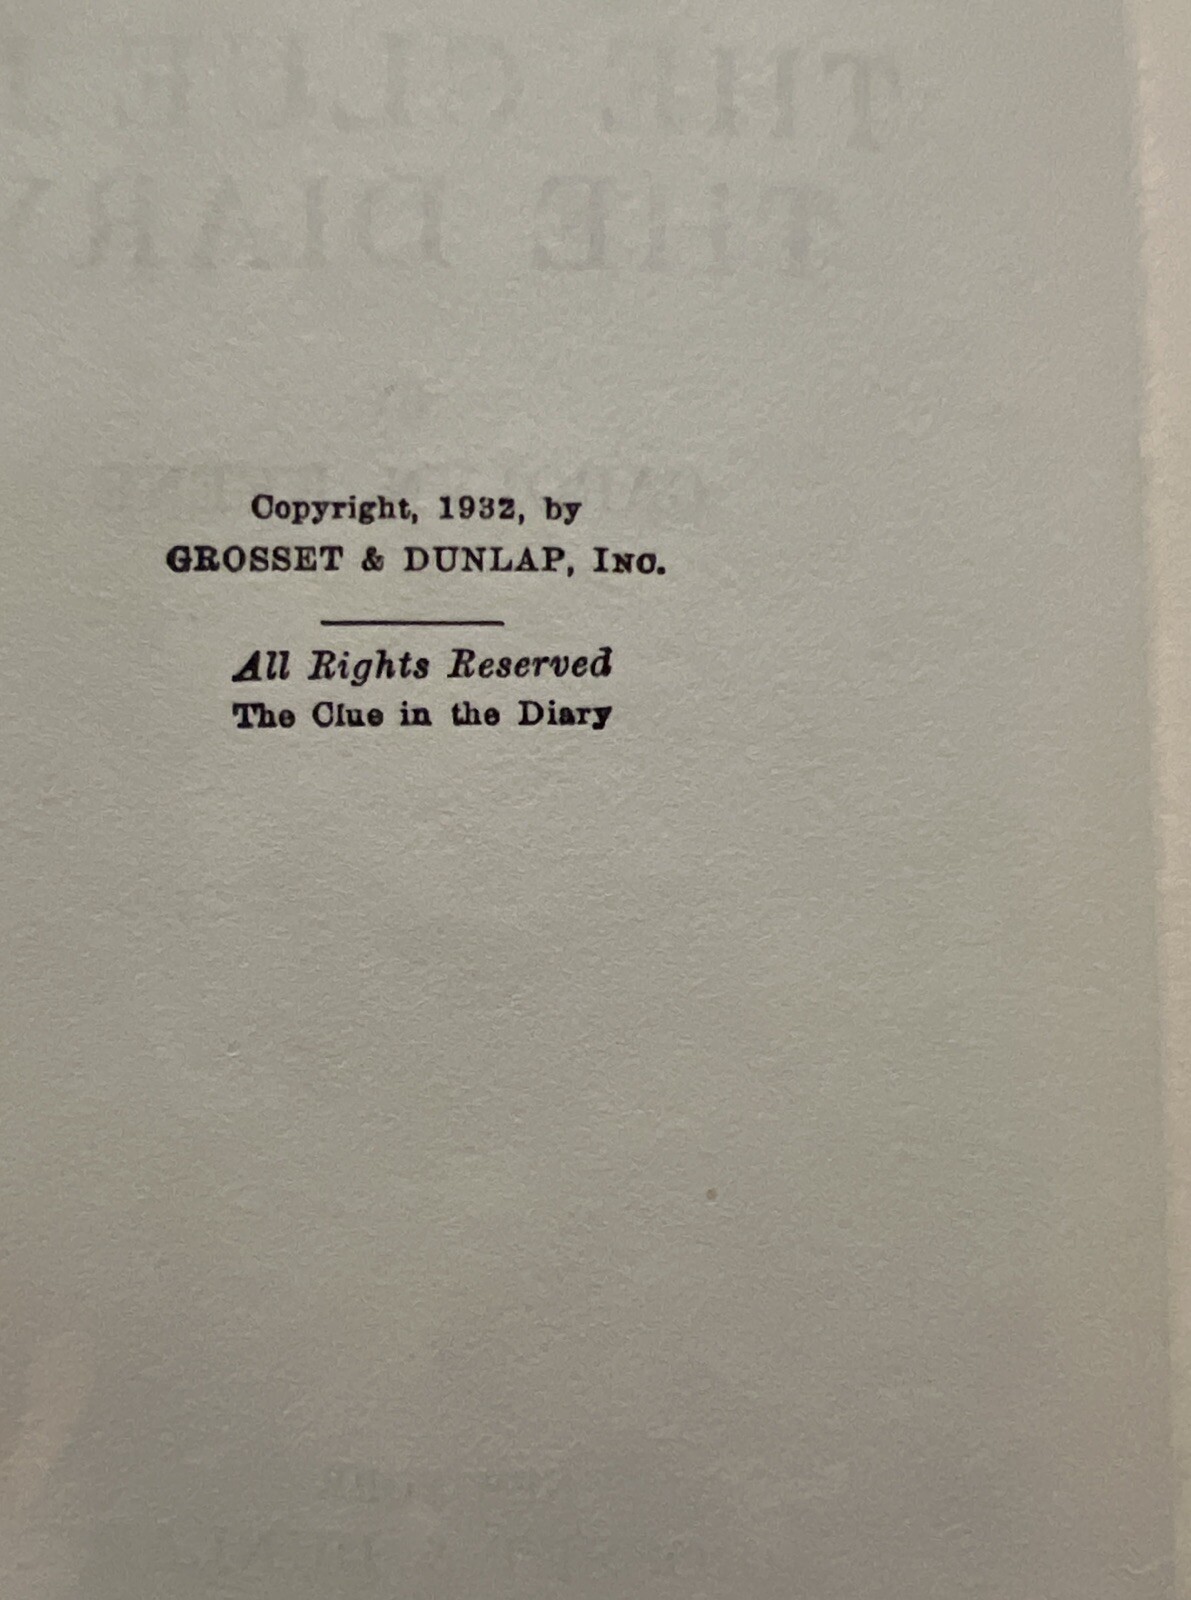 Copyright, 1932, by
GROSSET & DUNLAP, INC.
All Rights Reserved
The Clue in the Diary